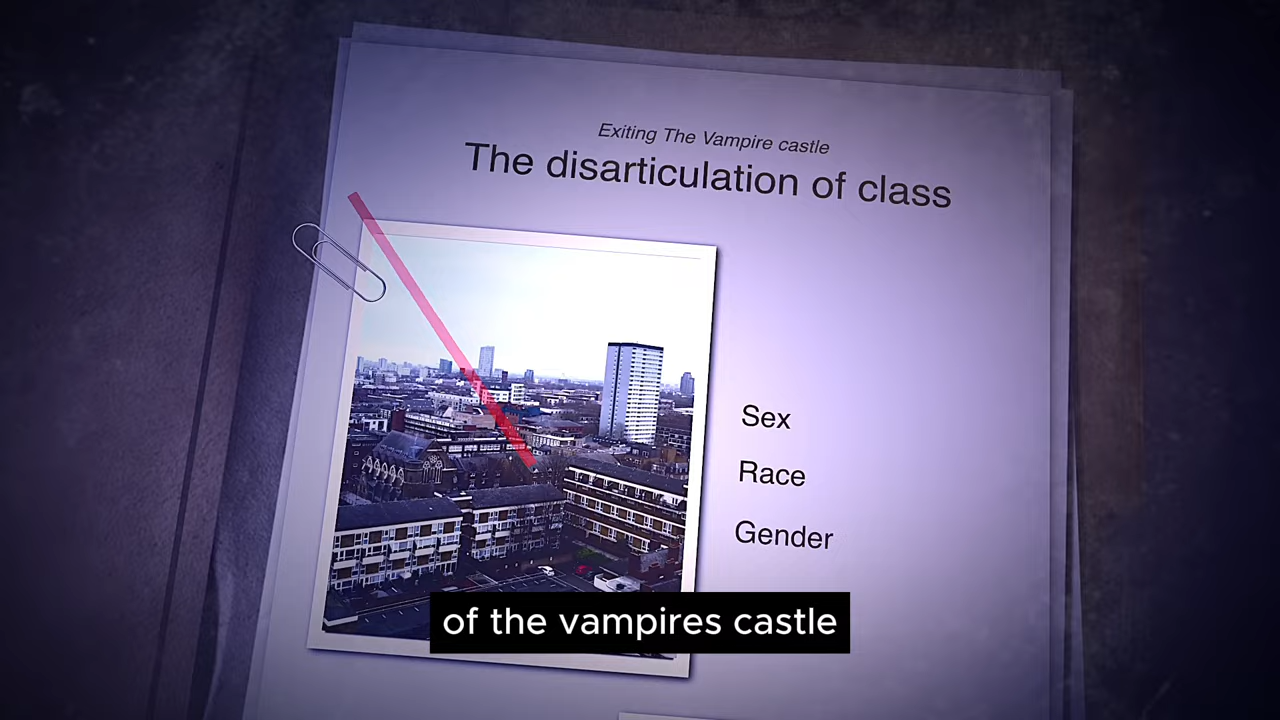 Exiting The Vampire castle
The disarticulation of class
Sex
Race
Gender
of the vampires castle